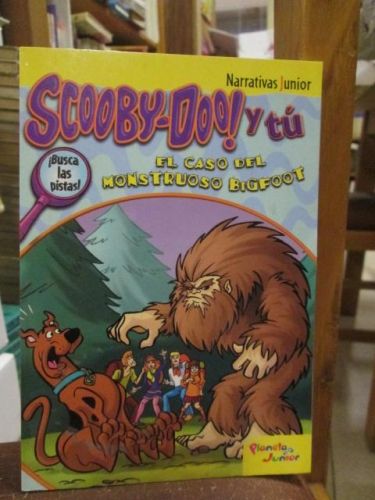 Narrativas Junior
SCOOBY-DOO! y tú
¡Busca
las
pistas!
EL CASO DEL
MONSTRUOSO BIGFOOT
Planeta
Junior